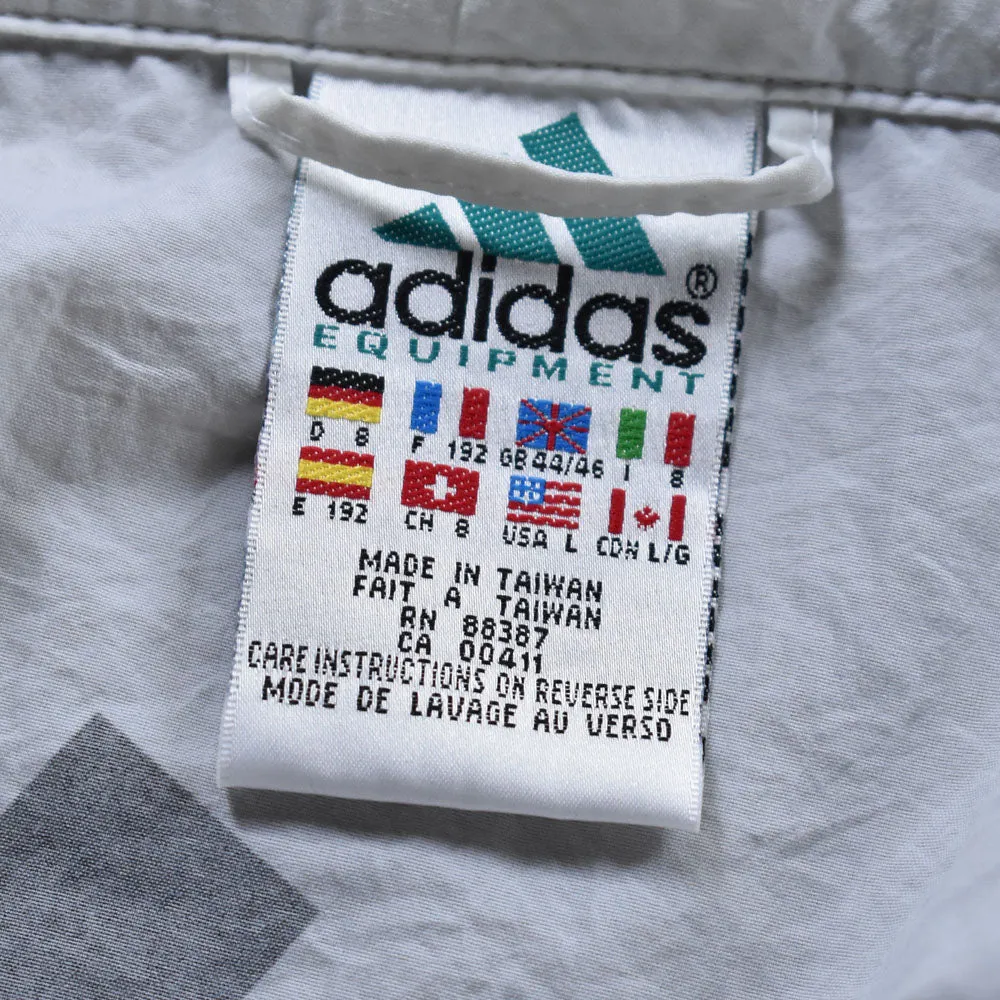 adidas®
EQUIPMENT
D 8 F 192 GB 44/46 I 8
E 192 CH 8 USA L CDN L/G
MADE IN TAIWAN
FAIT A TAIWAN
RN 88387
CA 00411
CARE INSTRUCTIONS ON REVERSE SIDE
MODE DE LAVAGE AU VERSO